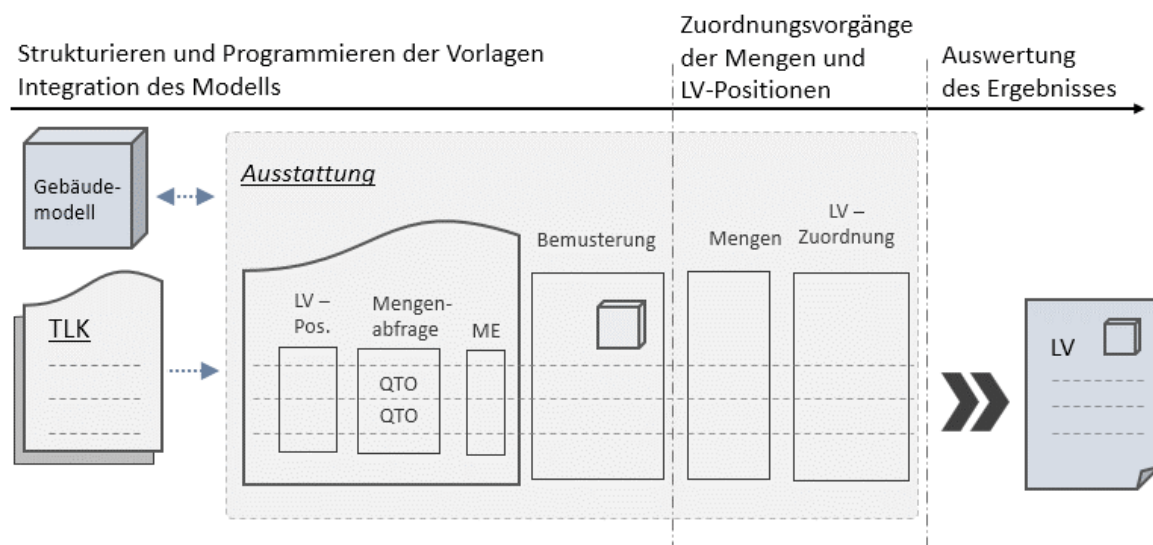 Strukturieren und Programmieren der Vorlagen
Integration des Modells
Zuordnungsvorgänge
der Mengen und
LV-Positionen
Auswertung
des Ergebnisses
Gebäude-
modell
Ausstattung
TLK
LV –
Pos.
Mengen-
abfrage
ME
QTO
QTO
Bemusterung
Mengen
LV –
Zuordnung
LV